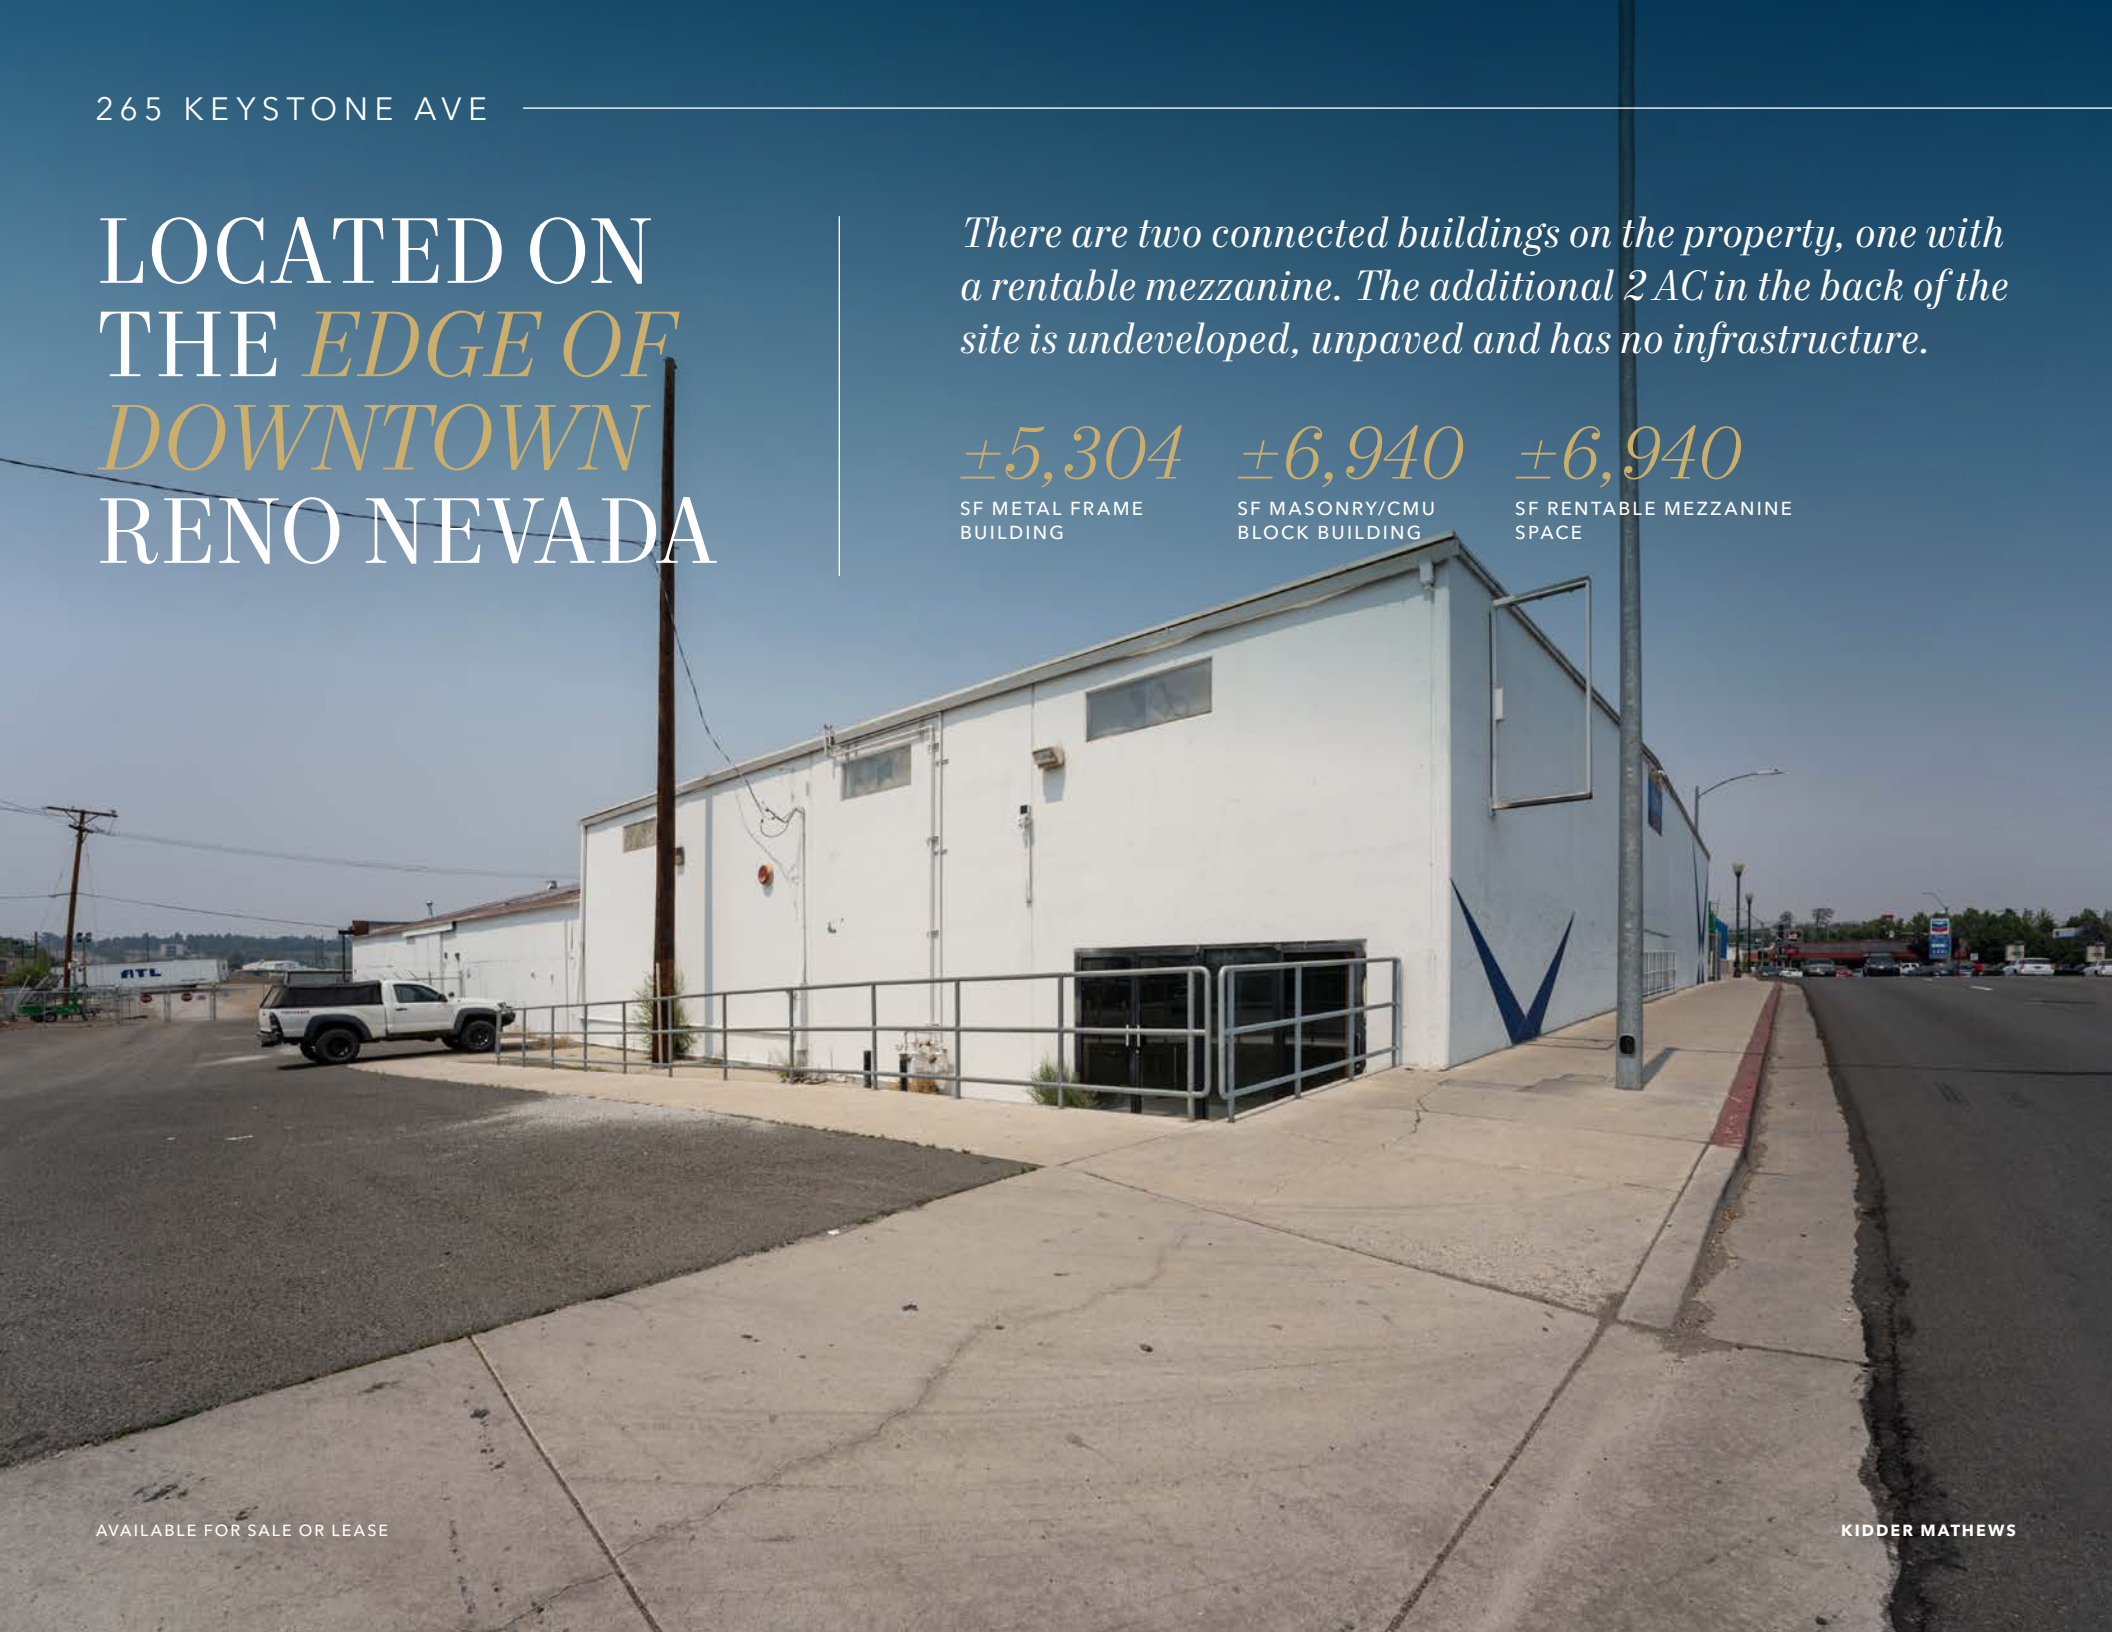 265 KEYSTONE AVE
LOCATED ON
THE EDGE OF
DOWNTOWN
RENO NEVADA
There are two connected buildings on the property, one with
a rentable mezzanine. The additional 2 AC in the back of the
site is undeveloped, unpaved and has no infrastructure.
±5,304
SF METAL FRAME
BUILDING
±6,940
SF MASONRY/CMU
BLOCK BUILDING
±6,940
SF RENTABLE MEZZANINE
SPACE
ATL
AVAILABLE FOR SALE OR LEASE
KIDDER MATHEWS